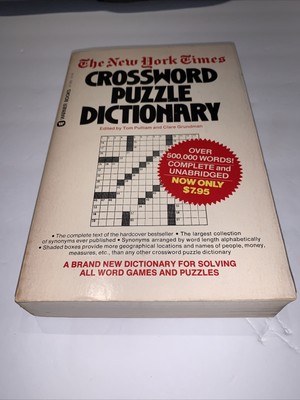 The New York Times
CROSSWORD
PUZZLE
DICTIONARY
Edited by Tom Pulliam and Clare Grundman
WARNER BOOKS
OVER
500,000 WORDS!
COMPLETE and
UNABRIDGED
NOW ONLY
$7.95
• The complete text of the hardcover bestseller • The largest collection
of synonyms ever published • Synonyms arranged by word length alphabetically
• Shaded boxes provide more geographical locations and names of people, money,
measures, etc., than any other crossword puzzle dictionary
A BRAND NEW DICTIONARY FOR SOLVING
ALL WORD GAMES AND PUZZLES